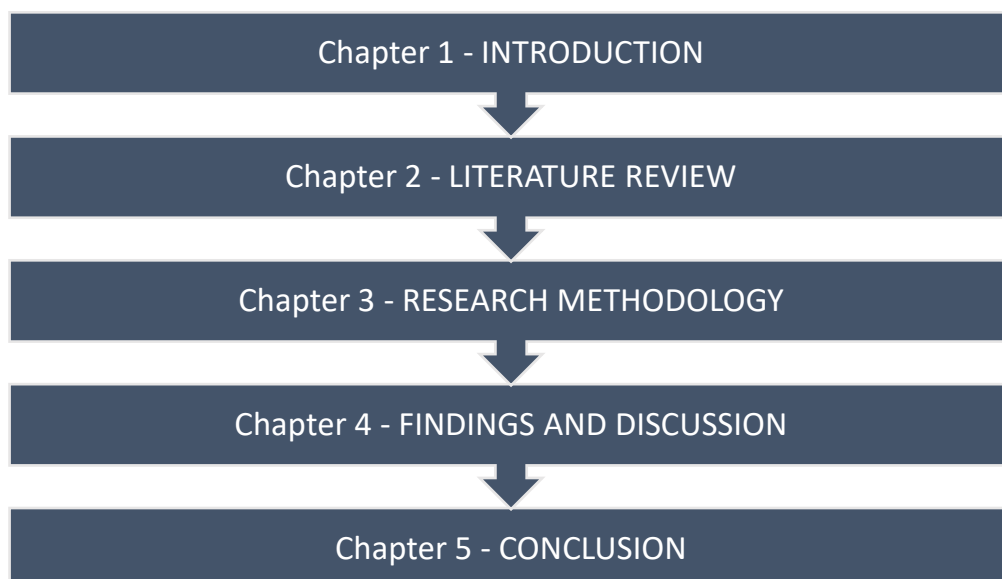 Chapter 1 - INTRODUCTION
Chapter 2 - LITERATURE REVIEW
Chapter 3 - RESEARCH METHODOLOGY
Chapter 4 - FINDINGS AND DISCUSSION
Chapter 5 - CONCLUSION